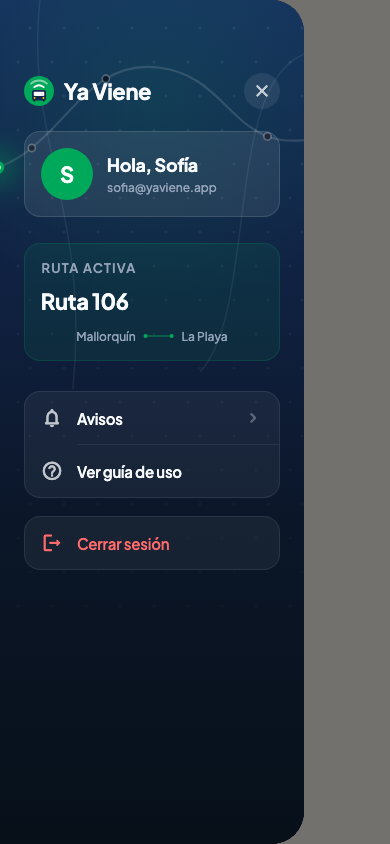 Ya Viene
S
Hola, Sofía
sofia@yaviene.app
RUTA ACTIVA
Ruta 106
Mallorquín La Playa
Avisos
Ver guía de uso
Cerrar sesión